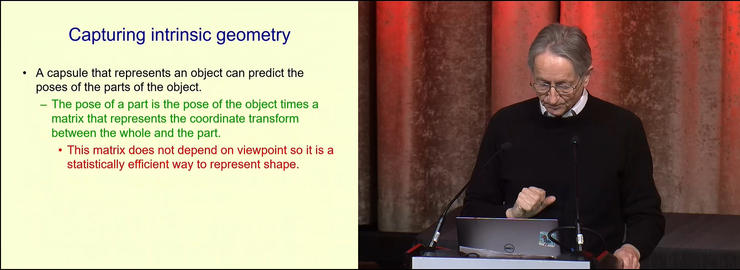 Capturing intrinsic geometry
• A capsule that represents an object can predict the
poses of the parts of the object.
– The pose of a part is the pose of the object times a
matrix that represents the coordinate transform
between the whole and the part.
• This matrix does not depend on viewpoint so it is a
statistically efficient way to represent shape.
DELL